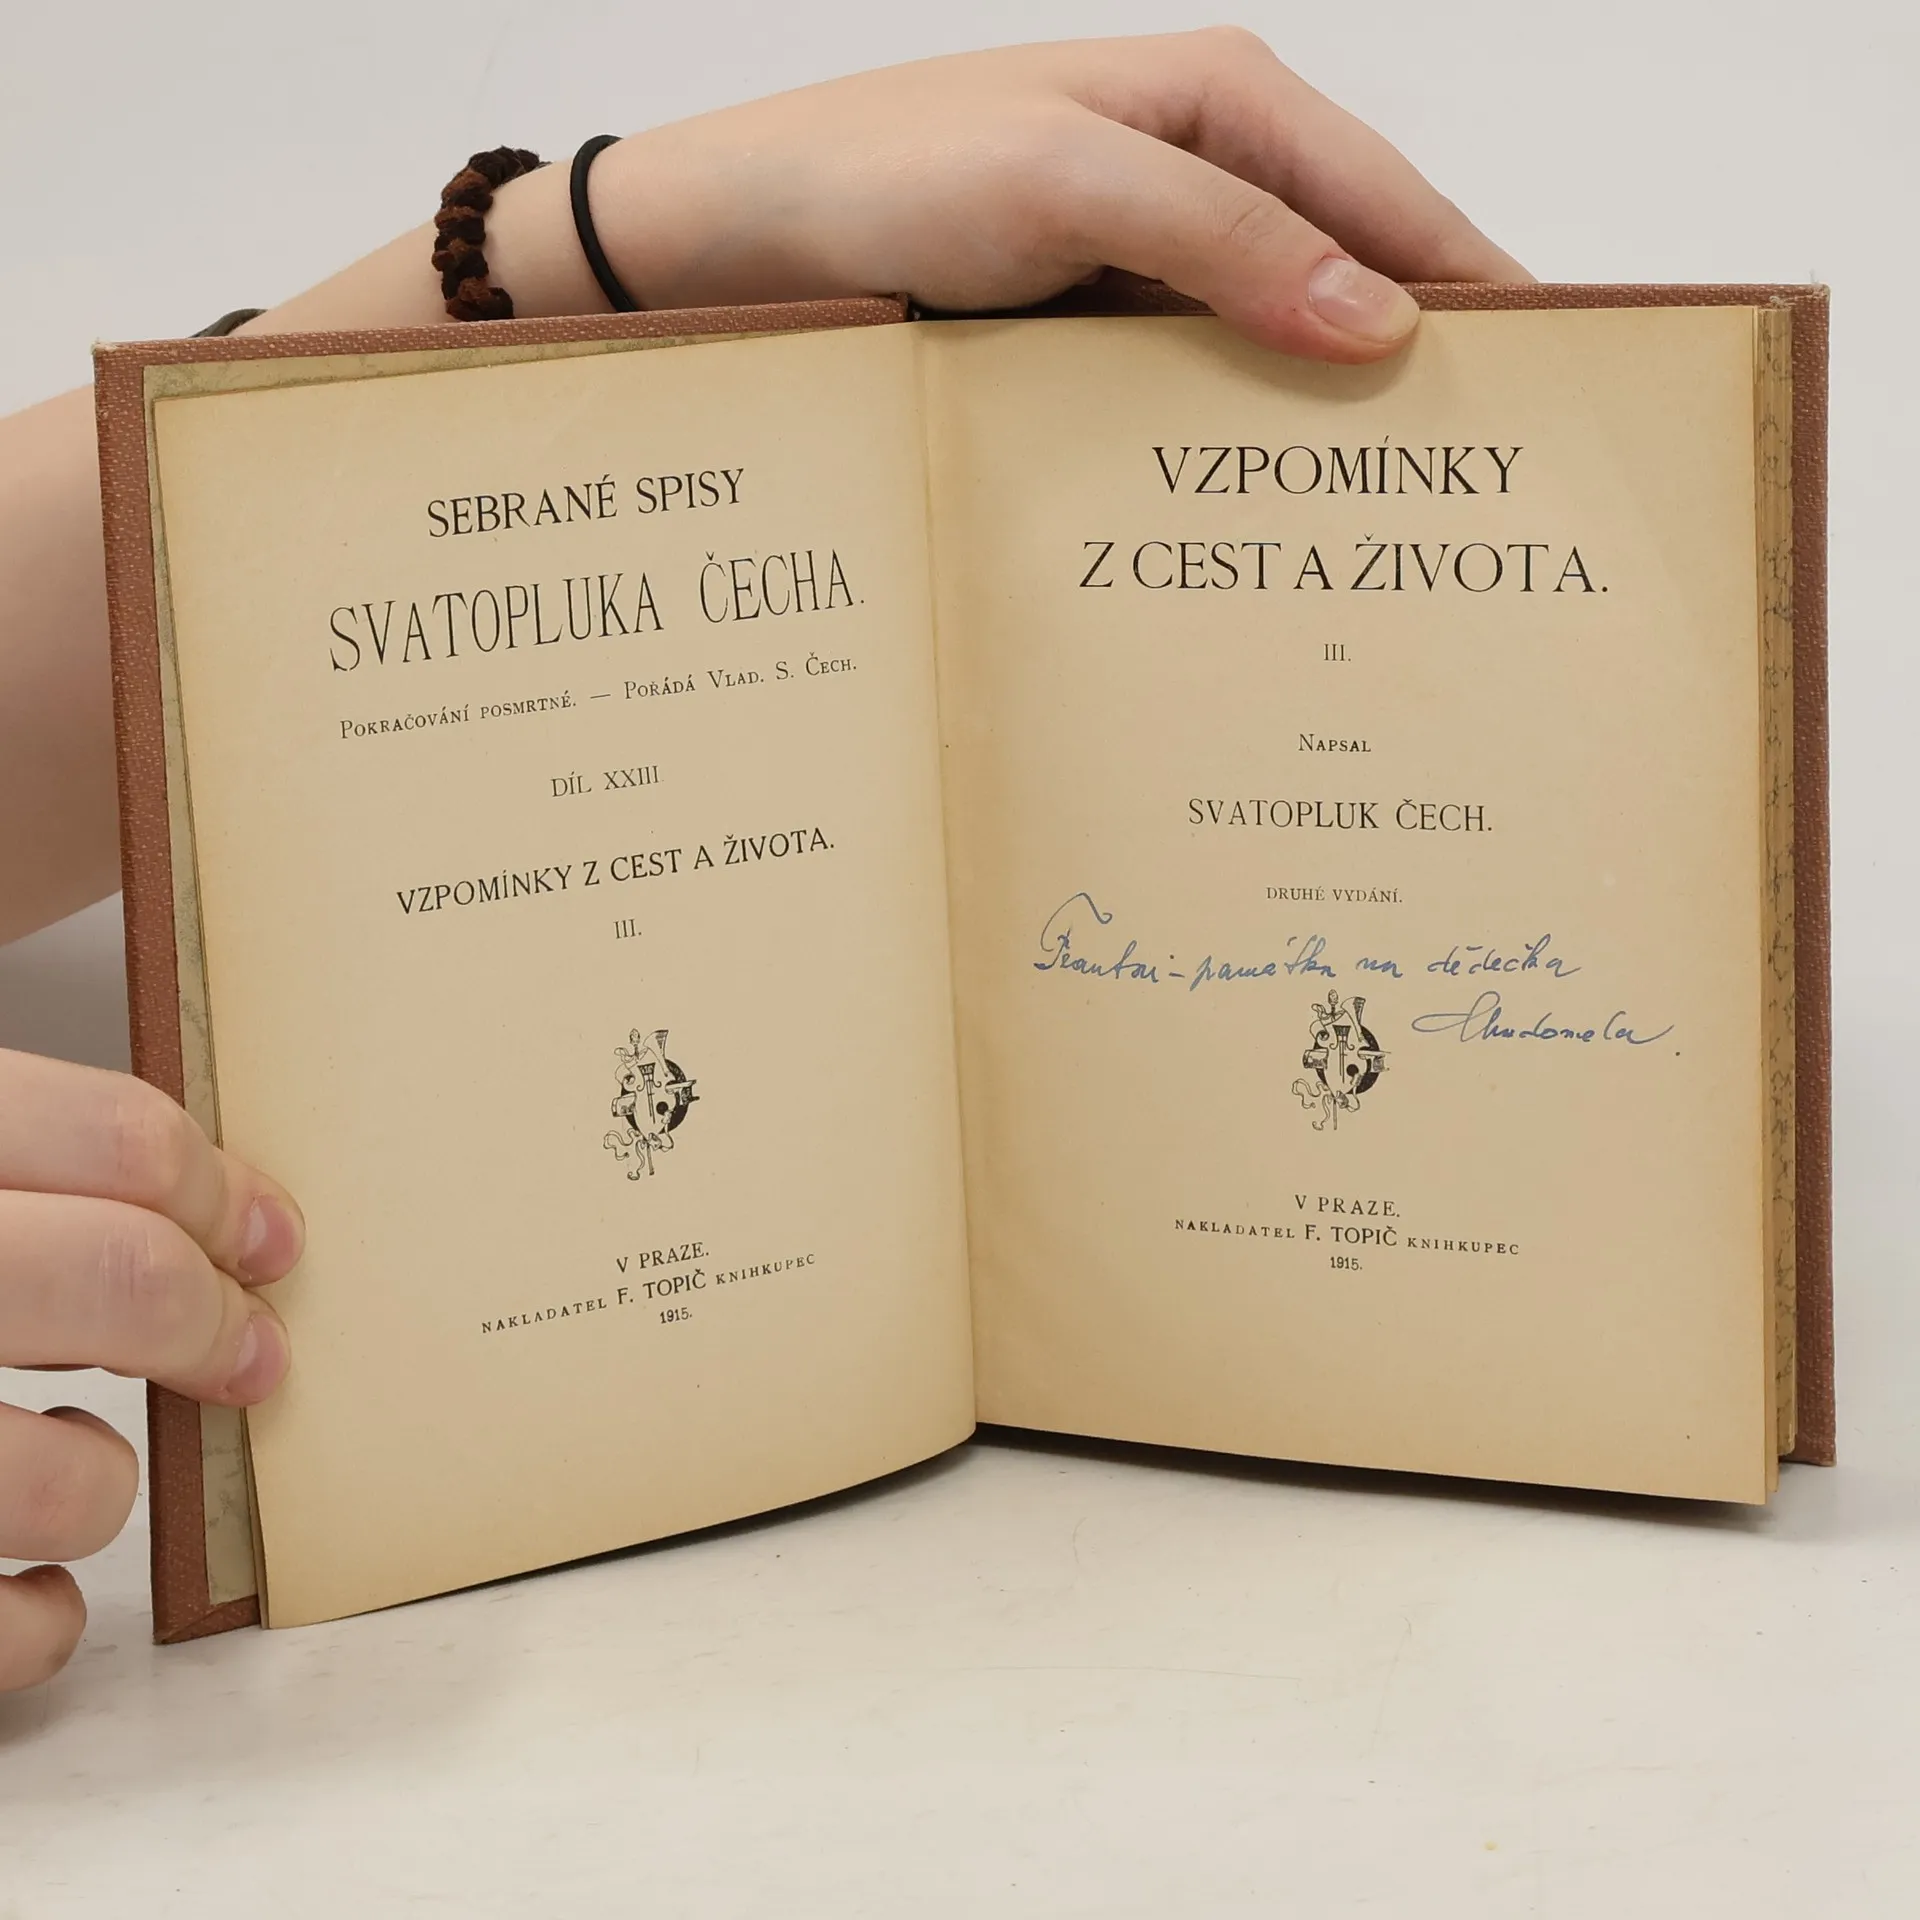 SEBRANÉ SPISY
SVATOPLUKA ČECHA.
POKRAČOVÁNÍ POSMRTNÉ. — POŘÁDÁ VLAD. S. ČECH.
DÍL XXIII
VZPOMÍNKY Z CEST A ŽIVOTA.
III.
V PRAZE.
NAKLADATEL F. TOPIČ KNIHKUPEC
1915.
VZPOMÍNKY
Z CEST A ŽIVOTA.
III.
NAPSAL
SVATOPLUK ČECH.
DRUHÉ VYDÁNÍ.
– památka na dědečka
Chudomela.
V PRAZE.
NAKLADATEL F. TOPIČ KNIHKUPEC
1915.